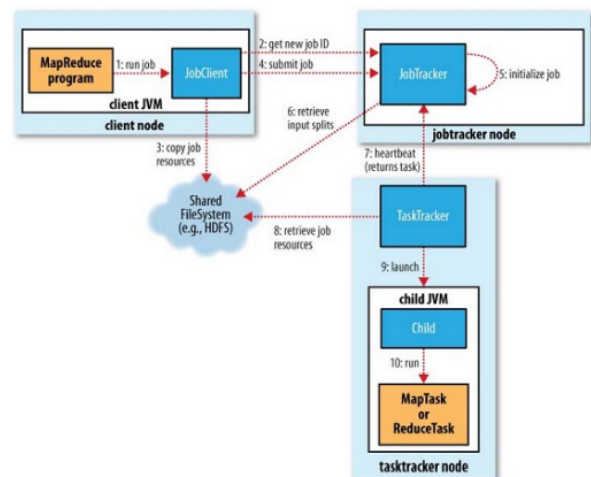 MapReduce
program
1: run job
JobClient
client JVM
client node
2: get new job ID
4: submit job
JobTracker
5: initialize job
jobtracker node
3: copy job
resources
6: retrieve
input splits
7: heartbeat
(returns task)
Shared
FileSystem
(e.g., HDFS)
8: retrieve job
resources
TaskTracker
9: launch
child JVM
Child
10: run
MapTask
or
ReduceTask
tasktracker node